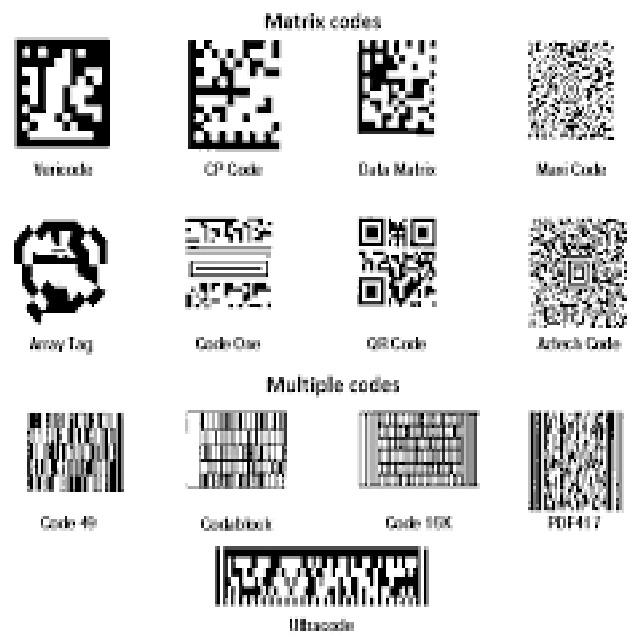 Matrix codes
Vericode CP Code Data Matrix Maxi Code
Array Tag Code One QR Code Aztech Code
Multiple codes
Code 49 Codablock Code 16K PDF417
Ultracode